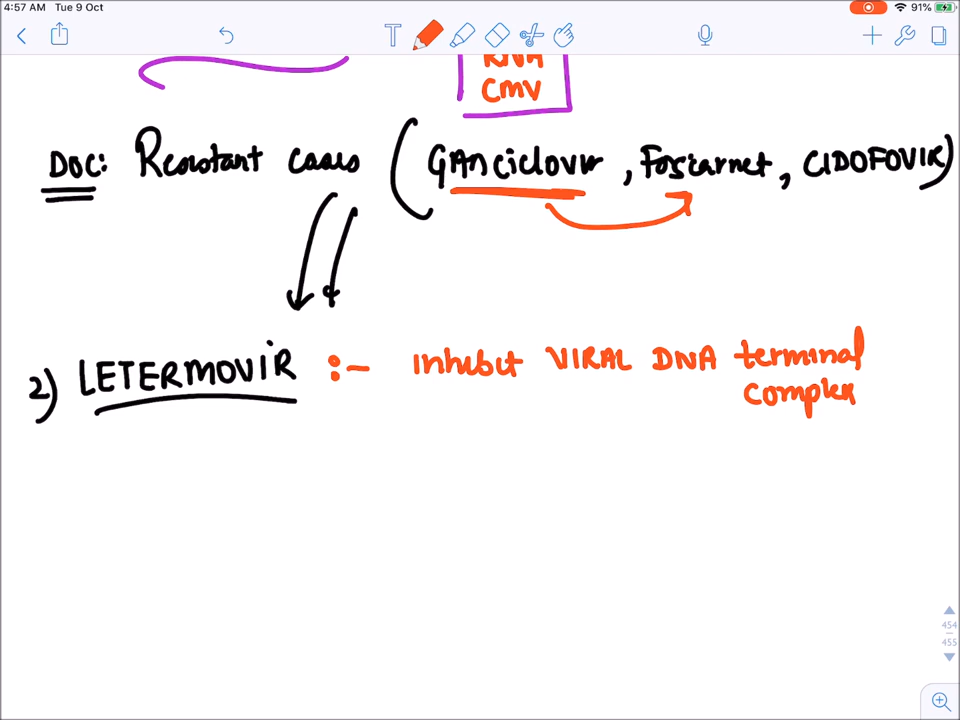 4:57 AM Tue 9 Oct 91%
T
RNA
CMV
DOC: Resistant cases (GANciclovir, Foscarnet, CIDOFOVIR)
2) LETERMOVIR :- Inhibit VIRAL DNA terminal
complex
454
455